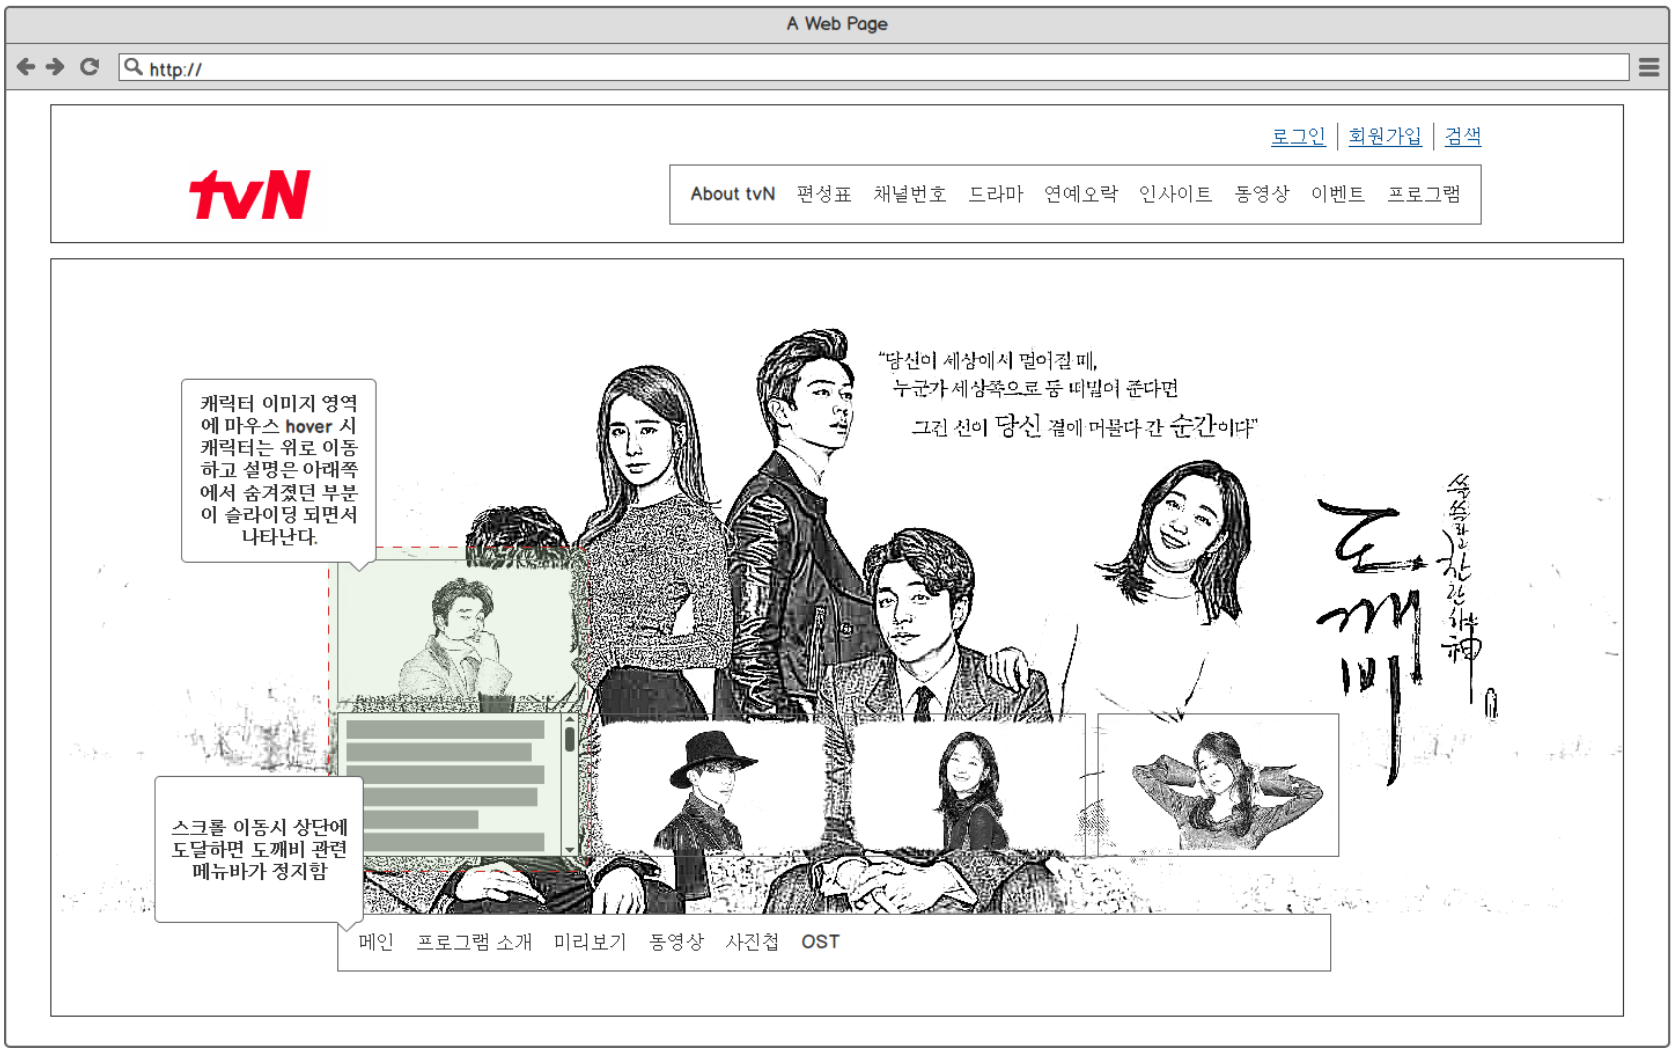 A Web Page
http://
로그인 회원가입 검색
tvN
About tvN 편성표 채널번호 드라마 연예오락 인사이트 동영상 이벤트 프로그램
"당신이 세상에서 멀어질 때,
누군가 세상쪽으로 등 떠밀어 준다면
그건 신이 당신 곁에 머물다 간 순간이다"
캐릭터 이미지 영역
에 마우스 hover 시
캐릭터는 위로 이동
하고 설명은 아래쪽
에서 숨겨졌던 부분
이 슬라이딩 되면서
나타난다.
쓸쓸하고 찬란하는 神
도깨비
스크롤 이동시 상단에
도달하면 도깨비 관련
메뉴바가 정지함
메인 프로그램 소개 미리보기 동영상 사진첩 OST